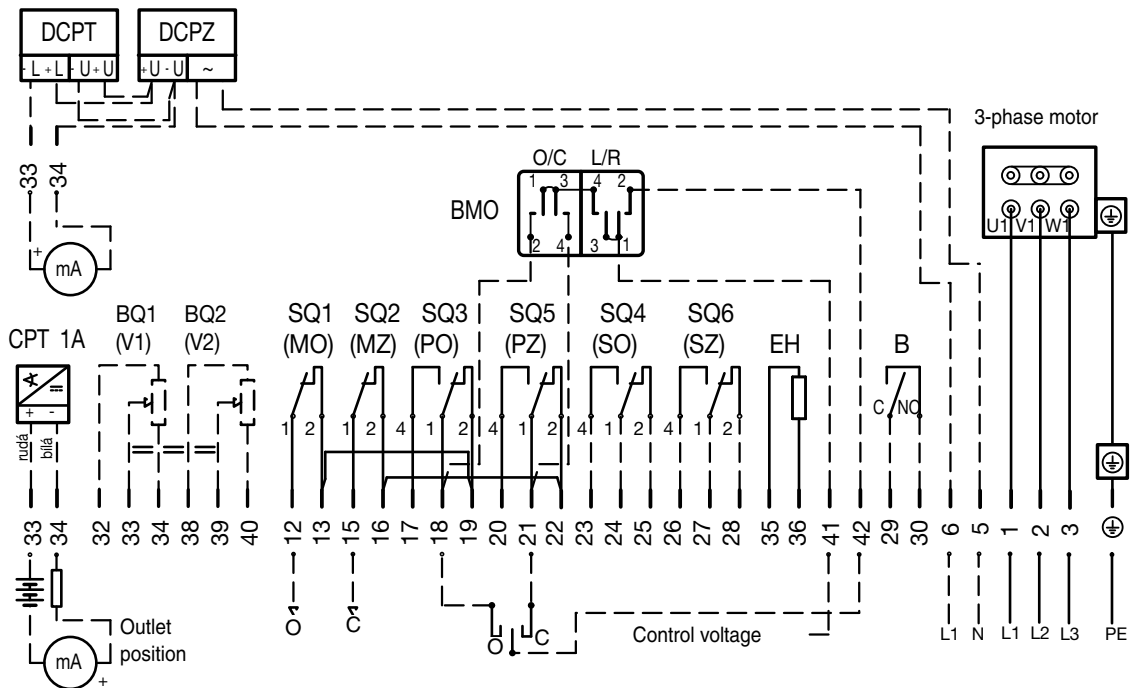 DCPT DCPZ
- L + L - U + U + U - U ~
3-phase motor
33 34
O/C L/R
1 3 4 2
BMO
2 4 3 1
U1 V1 W1
+
mA
CPT 1A
BQ1 BQ2
(V1) (V2)
SQ1 SQ2 SQ3 SQ5 SQ4 SQ6
(MO) (MZ) (PO) (PZ) (SO) (SZ)
EH B
+ -
rudá bílá
C NC
1 2 1 2 4 1 2 4 1 2 4 1 2 4 1 2
33 34 32 33 34 38 39 40 12 13 15 16 17 18 19 20 21 22 23 24 25 26 27 28 35 36 41 42 29 30 6 5 1 2 3
O C
O C
Control voltage
L1 N L1 L2 L3 PE
Outlet
position
mA
+